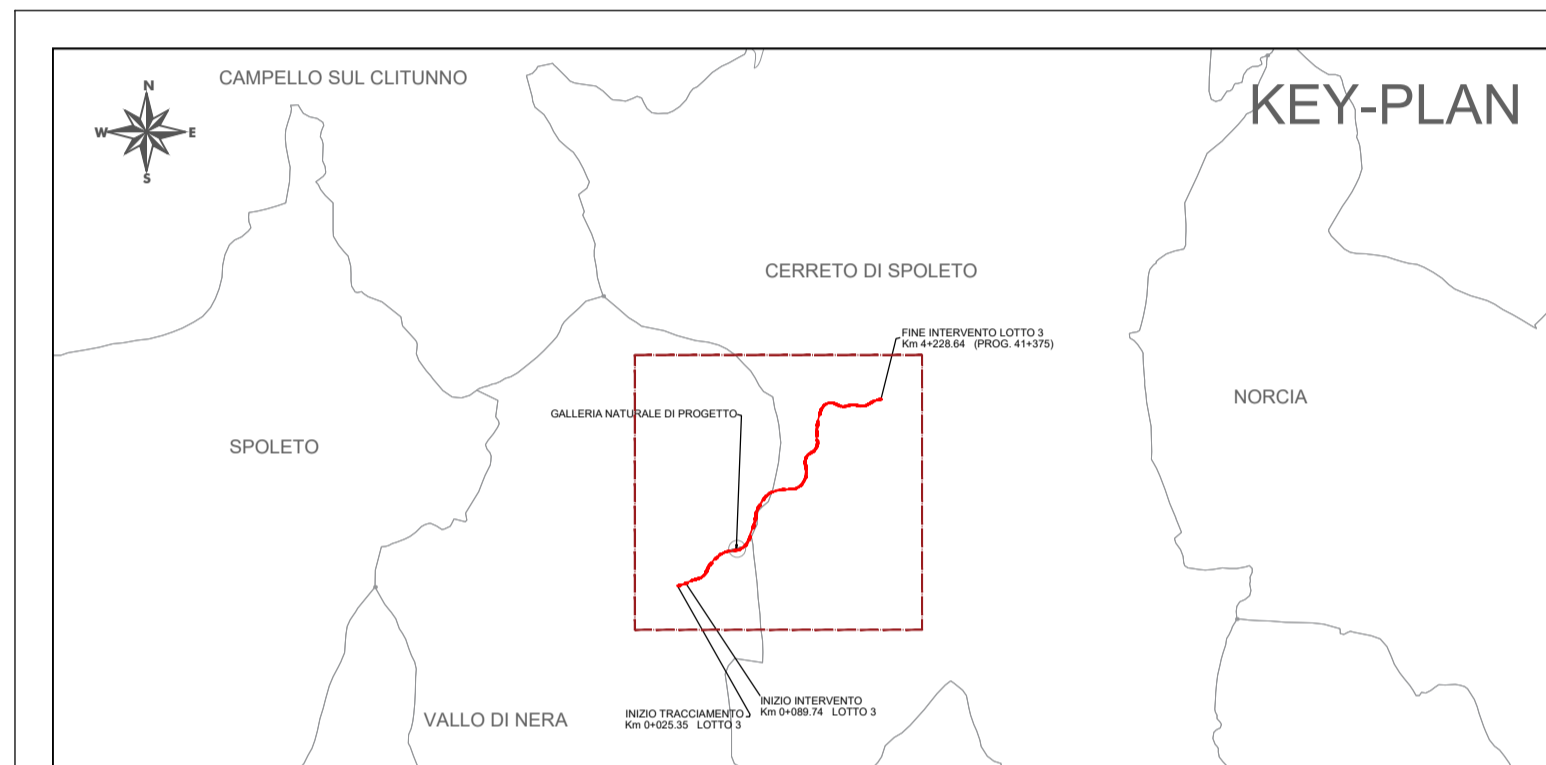 CAMPELLO SUL CLITUNNO
KEY-PLAN
N
W E
S
CERRETO DI SPOLETO
FINE INTERVENTO LOTTO 3
Km 4+228.64 (PROG. 41+375)
NORCIA
GALLERIA NATURALE DI PROGETTO
SPOLETO
INIZIO INTERVENTO
Km 0+089.74 LOTTO 3
INIZIO TRACCIAMENTO
Km 0+025.35 LOTTO 3
VALLO DI NERA